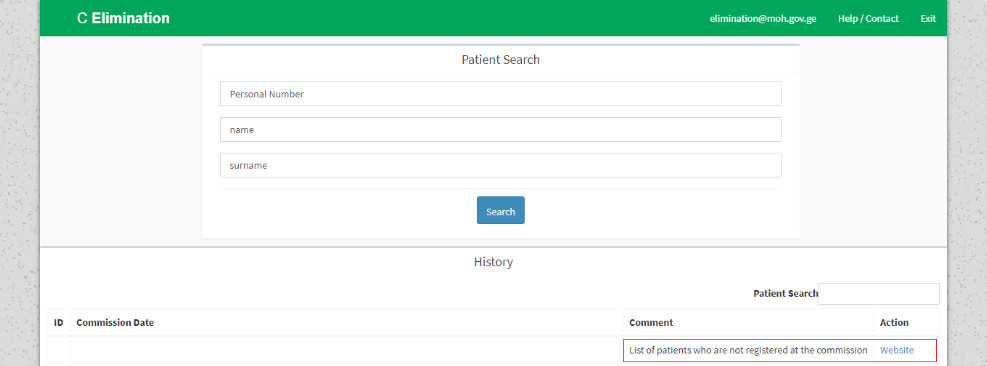 C Elimination
elimination@moh.gov.ge Help / Contact Exit
Patient Search
Personal Number
name
surname
Search
History
Patient Search
ID Commission Date Comment Action
List of patients who are not registered at the commission Website